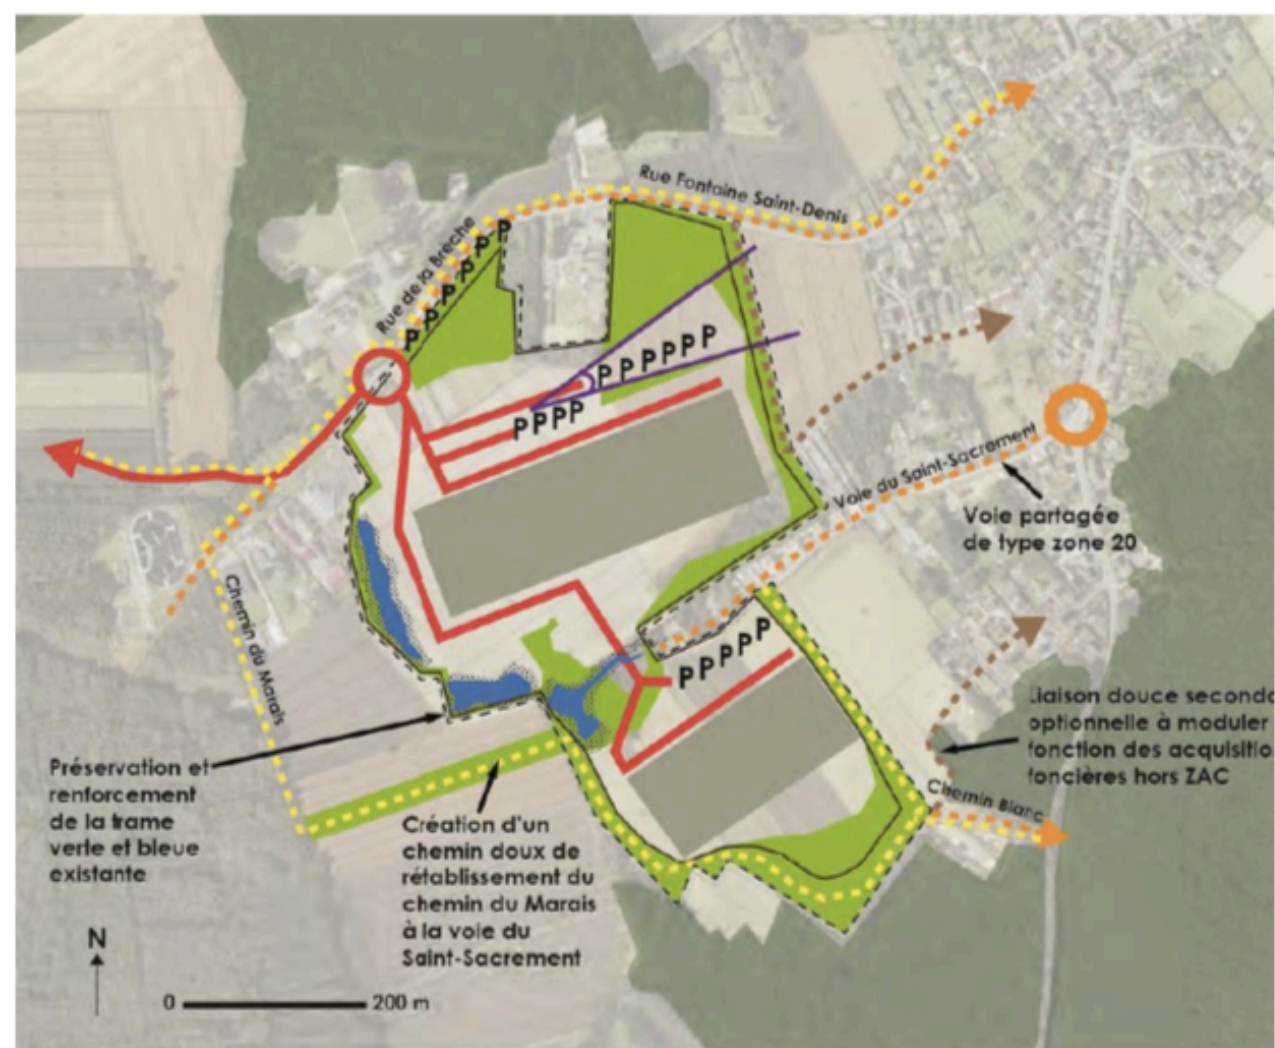 Rue Fontaine Saint-Denis
Rue de la Brèche
P P P P P P P
P P P P P P
P P P P
Voie du Saint-Sacrement
Voie partagée
de type zone 20
Chemin du Marais
P P P P P
Liaison douce seconda
optionnelle à moduler
fonction des acquisitio
foncières hors ZAC
Préservation et
renforcement
de la trame
verte et bleue
existante
Chemin Blanc
Création d'un
chemin doux de
rétablissement du
chemin du Marais
à la voie du
Saint-Sacrement
N
0 200 m